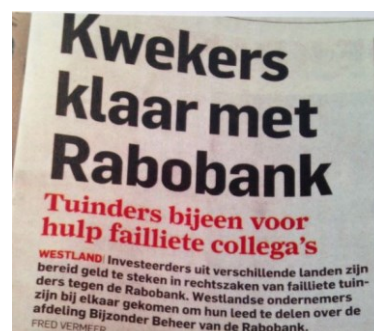 Kwekers
klaar met
Rabobank
Tuinders bijeen voor
hulp failliete collega's
WESTLAND | Investeerders uit verschillende landen zijn
bereid geld te steken in rechtszaken van failliete tuin-
ders tegen de Rabobank. Westlandse ondernemers
zijn bij elkaar gekomen om hun leed te delen over de
afdeling Bijzonder Beheer van de Rabobank.
FRED VERMEER